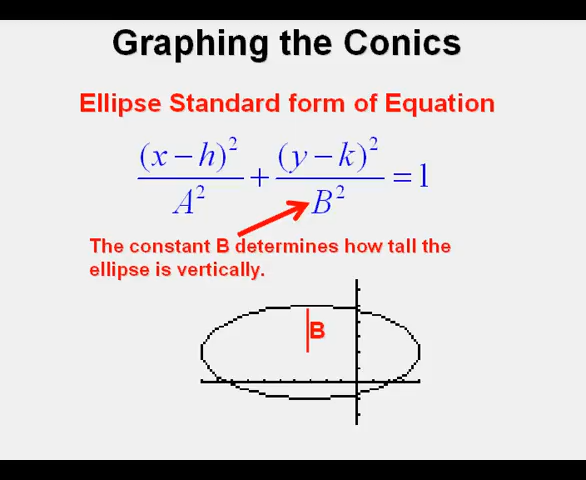 Graphing the Conics
Ellipse Standard form of Equation
(x − h)² / A² + (y − k)² / B² = 1
The constant B determines how tall the
ellipse is vertically.
B